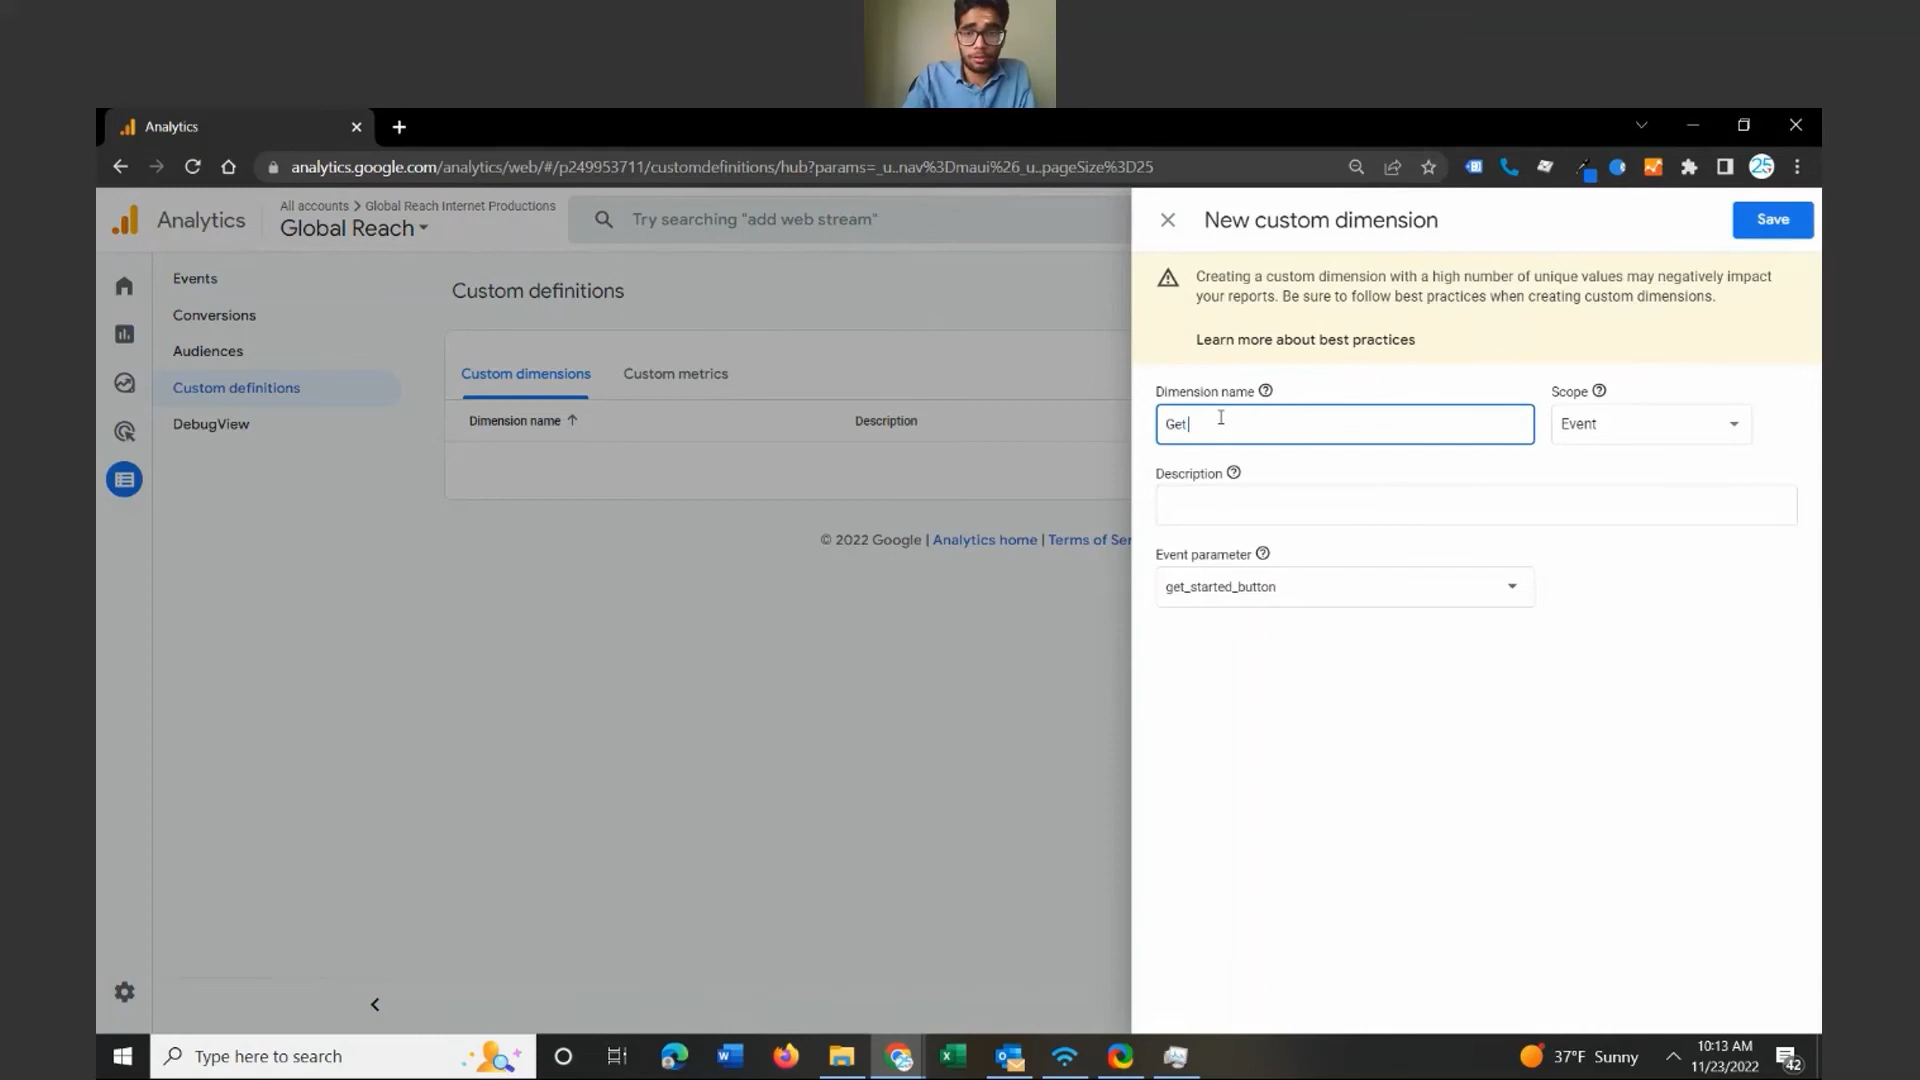 Analytics
analytics.google.com/analytics/web/#/p249953711/customdefinitions/hub?params=_u..nav%3Dmaui%26_u..pageSize%3D25
25
Analytics
All accounts > Global Reach Internet Productions
Global Reach
Try searching "add web stream"
New custom dimension
Save
Events
Conversions
Audiences
Custom definitions
DebugView
Custom definitions
Custom dimensions
Custom metrics
Dimension name
Description
© 2022 Google | Analytics home | Terms of Ser
Creating a custom dimension with a high number of unique values may negatively impact
your reports. Be sure to follow best practices when creating custom dimensions.
Learn more about best practices
Dimension name
Scope
Get
Event
Description
Event parameter
get_started_button
Type here to search
37°F Sunny
10:13 AM
11/23/2022
42